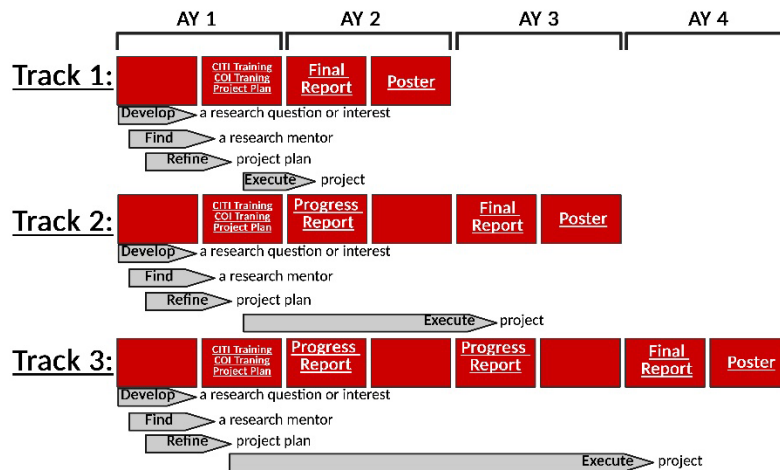 AY 1 AY 2 AY 3 AY 4
Track 1:
CITI Training
COI Traning
Project Plan
Final
Report
Poster
Develop a research question or interest
Find a research mentor
Refine project plan
Execute project
Track 2:
CITI Training
COI Traning
Project Plan
Progress
Report
Final
Report
Poster
Develop a research question or interest
Find a research mentor
Refine project plan
Execute project
Track 3:
CITI Training
COI Traning
Project Plan
Progress
Report
Progress
Report
Final
Report
Poster
Develop a research question or interest
Find a research mentor
Refine project plan
Execute project